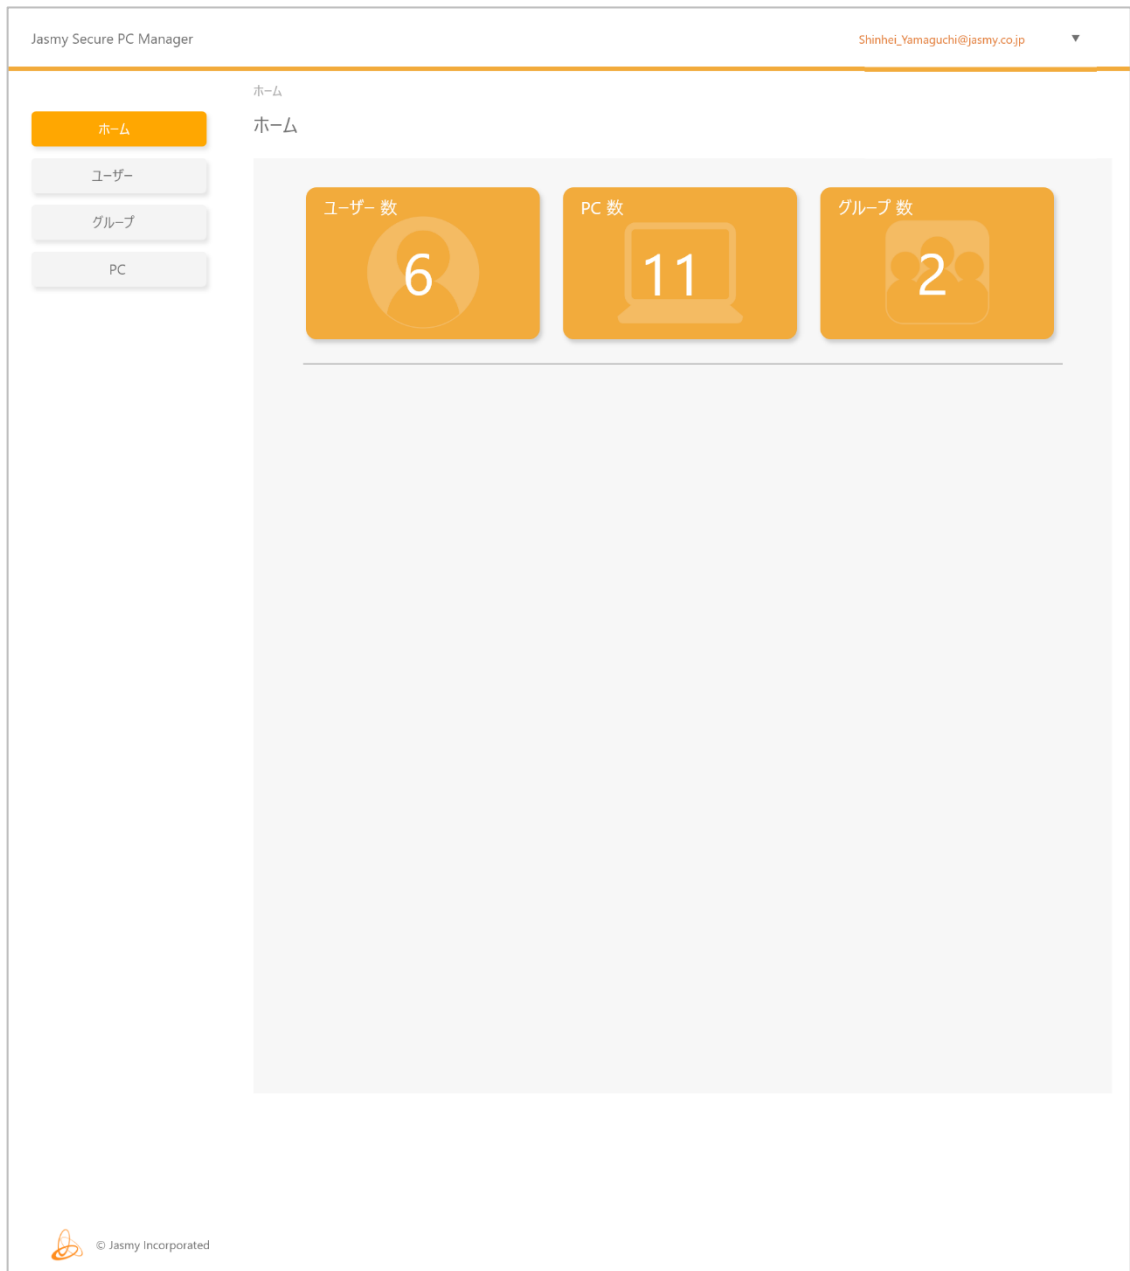 Jasmy Secure PC Manager
Shinhei_Yamaguchi@jasmy.co.jp ▼
ホーム
ホーム
ホーム
ユーザー
グループ
PC
ユーザー 数
6
PC 数
11
グループ 数
2
© Jasmy Incorporated